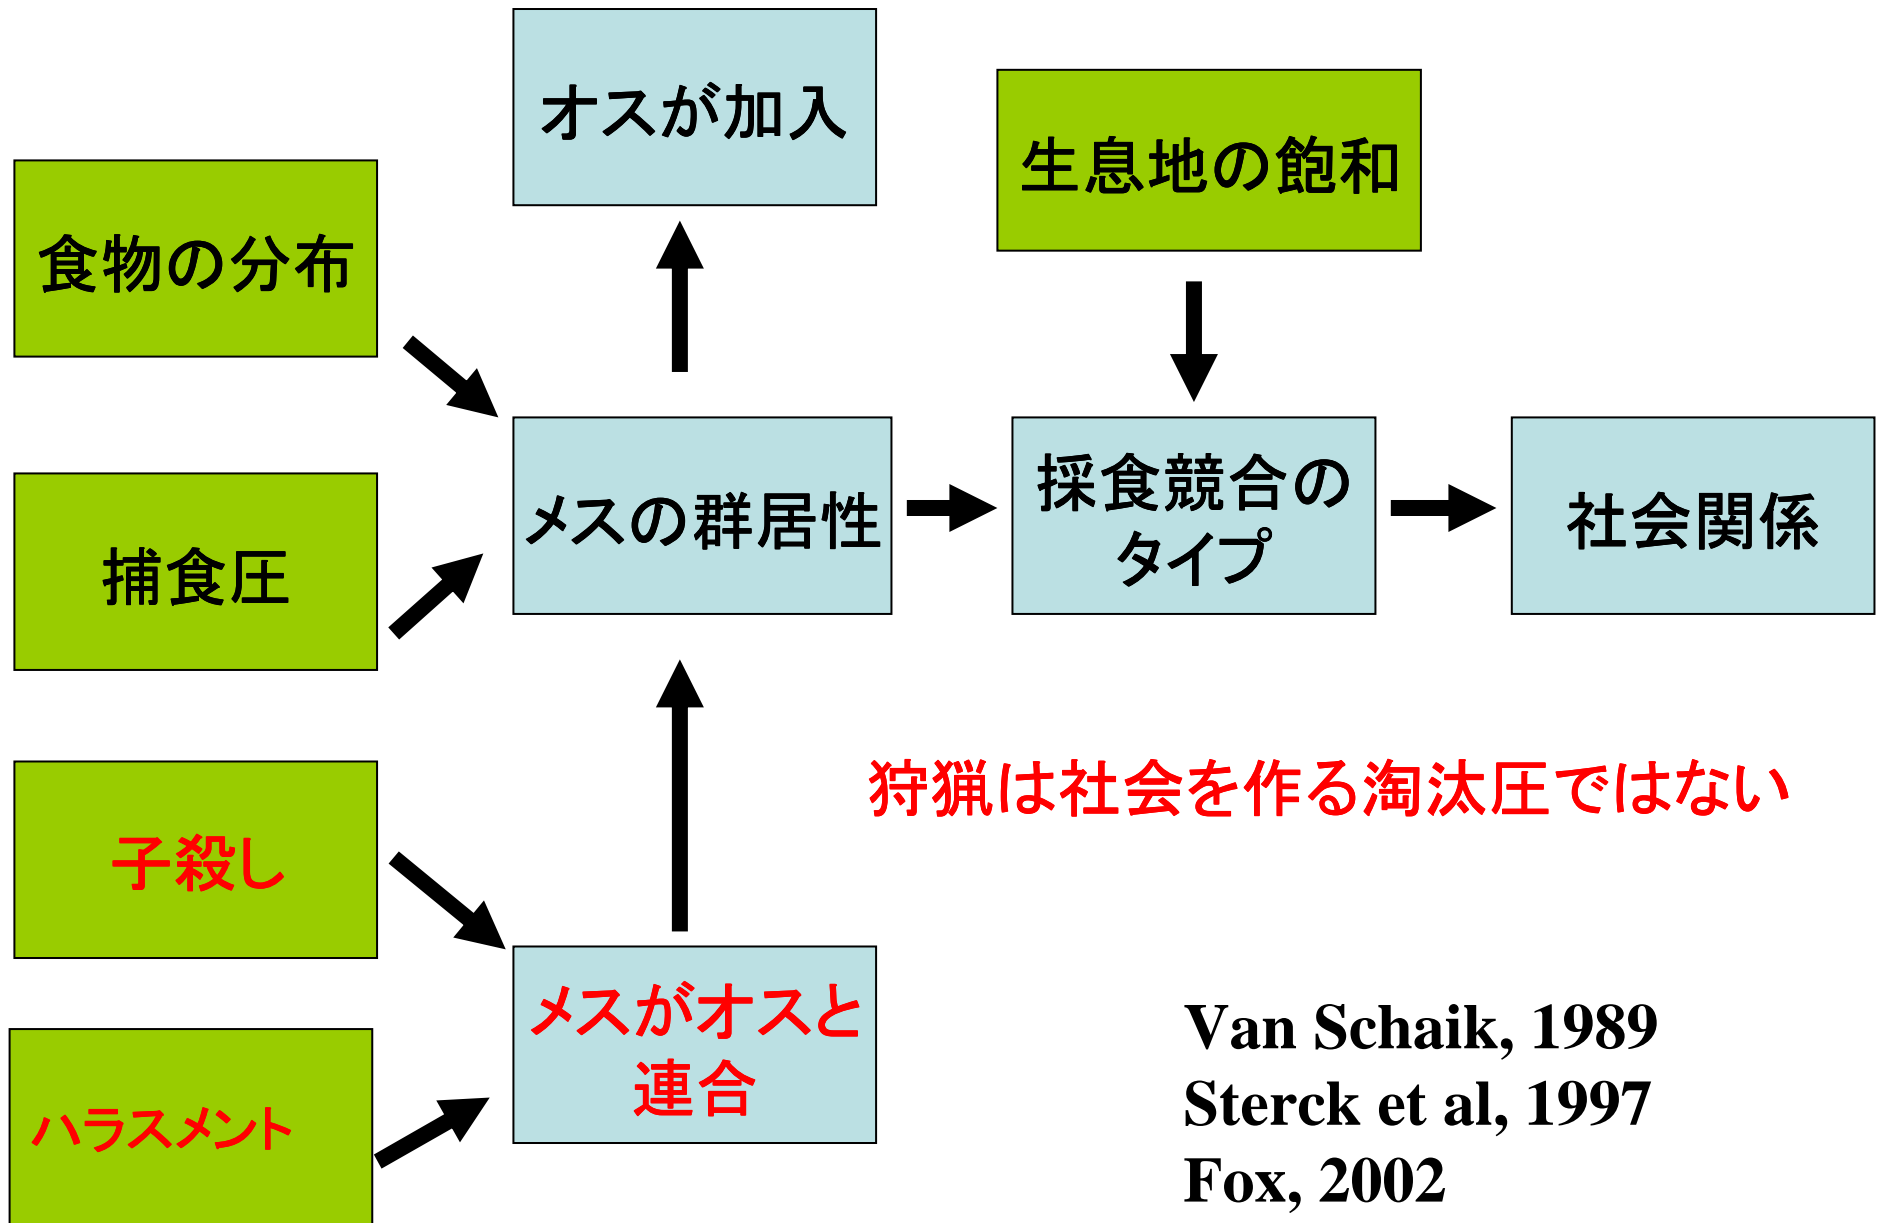 オスが加入
生息地の飽和
食物の分布
メスの群居性
採食競合の
タイプ
社会関係
捕食圧
狩猟は社会を作る淘汰圧ではない
子殺し
メスがオスと
連合
ハラスメント
Van Schaik, 1989
Sterck et al, 1997
Fox, 2002